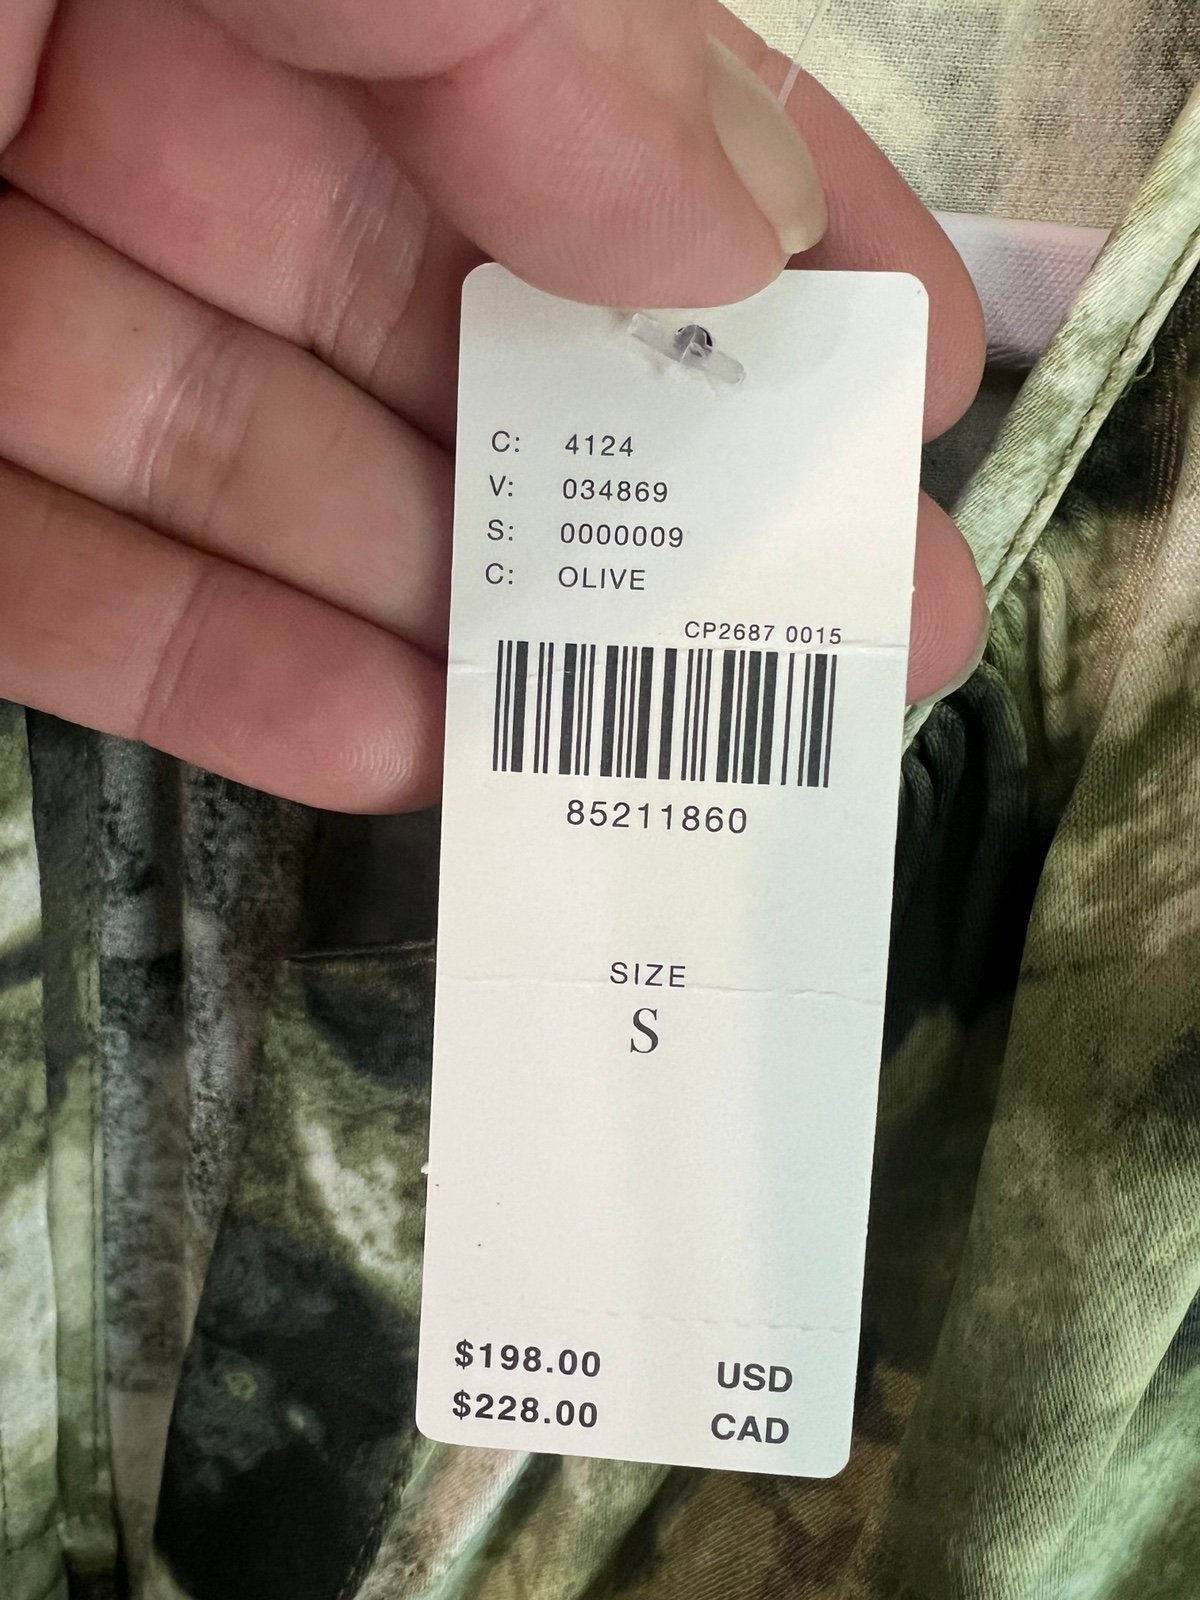 C: 4124
V: 034869
S: 0000009
C: OLIVE
CP2687 0015
85211860
SIZE
S
$198.00 USD
$228.00 CAD